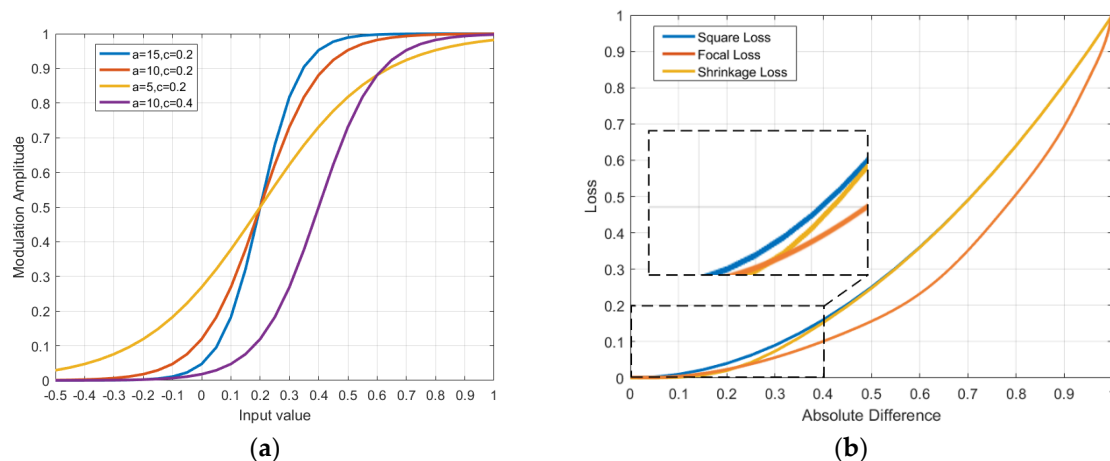 a=15,c=0.2
a=10,c=0.2
a=5,c=0.2
a=10,c=0.4
Modulation Amplitude
1
0.9
0.8
0.7
0.6
0.5
0.4
0.3
0.2
0.1
0
-0.5 -0.4 -0.3 -0.2 -0.1 0 0.1 0.2 0.3 0.4 0.5 0.6 0.7 0.8 0.9 1
Input value
(a)
Square Loss
Focal Loss
Shrinkage Loss
Loss
1
0.9
0.8
0.7
0.6
0.5
0.4
0.3
0.2
0.1
0
0 0.1 0.2 0.3 0.4 0.5 0.6 0.7 0.8 0.9 1
Absolute Difference
(b)